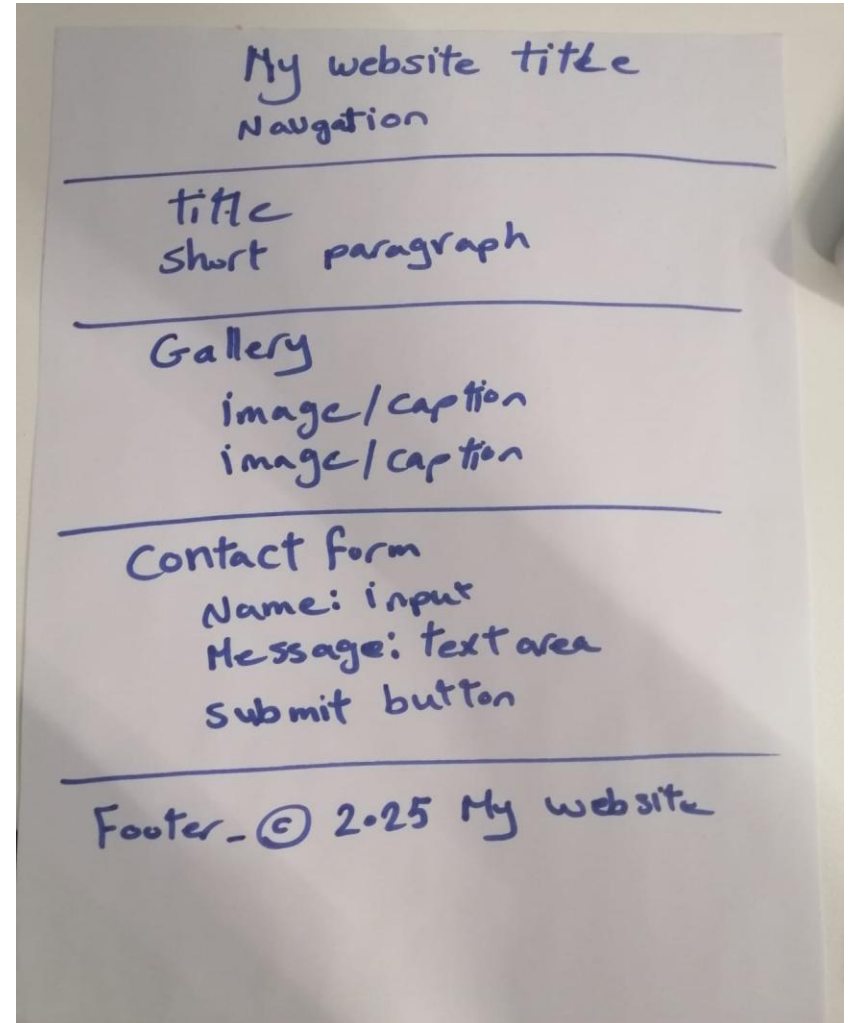 My website title
Navgation
title
short paragraph
Gallery
image/caption
image/caption
Contact form
Name: input
Message: text area
submit button
Footer - © 2025 My website